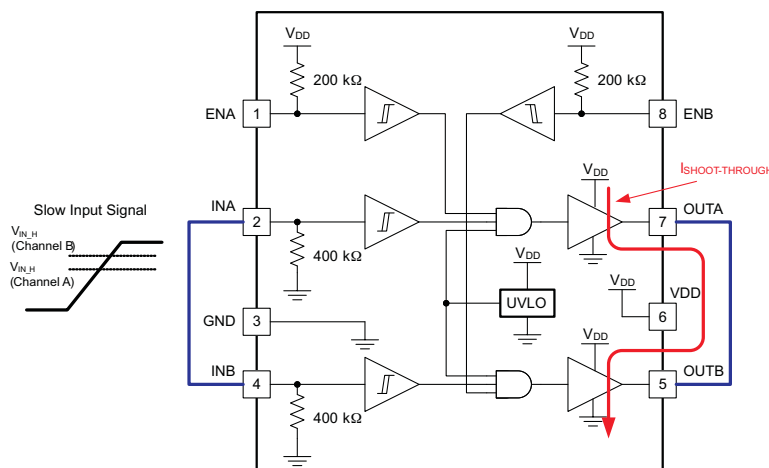 VDD
200 kΩ
VDD
200 kΩ
ENA
1
8
ENB
ISHOOT-THROUGH
VDD
Slow Input Signal
VIN_H
(Channel B)
VIN_H
(Channel A)
INA
2
7
OUTA
400 kΩ
VDD
UVLO
VDD
VDD
6
GND
3
VDD
INB
4
5
OUTB
400 kΩ